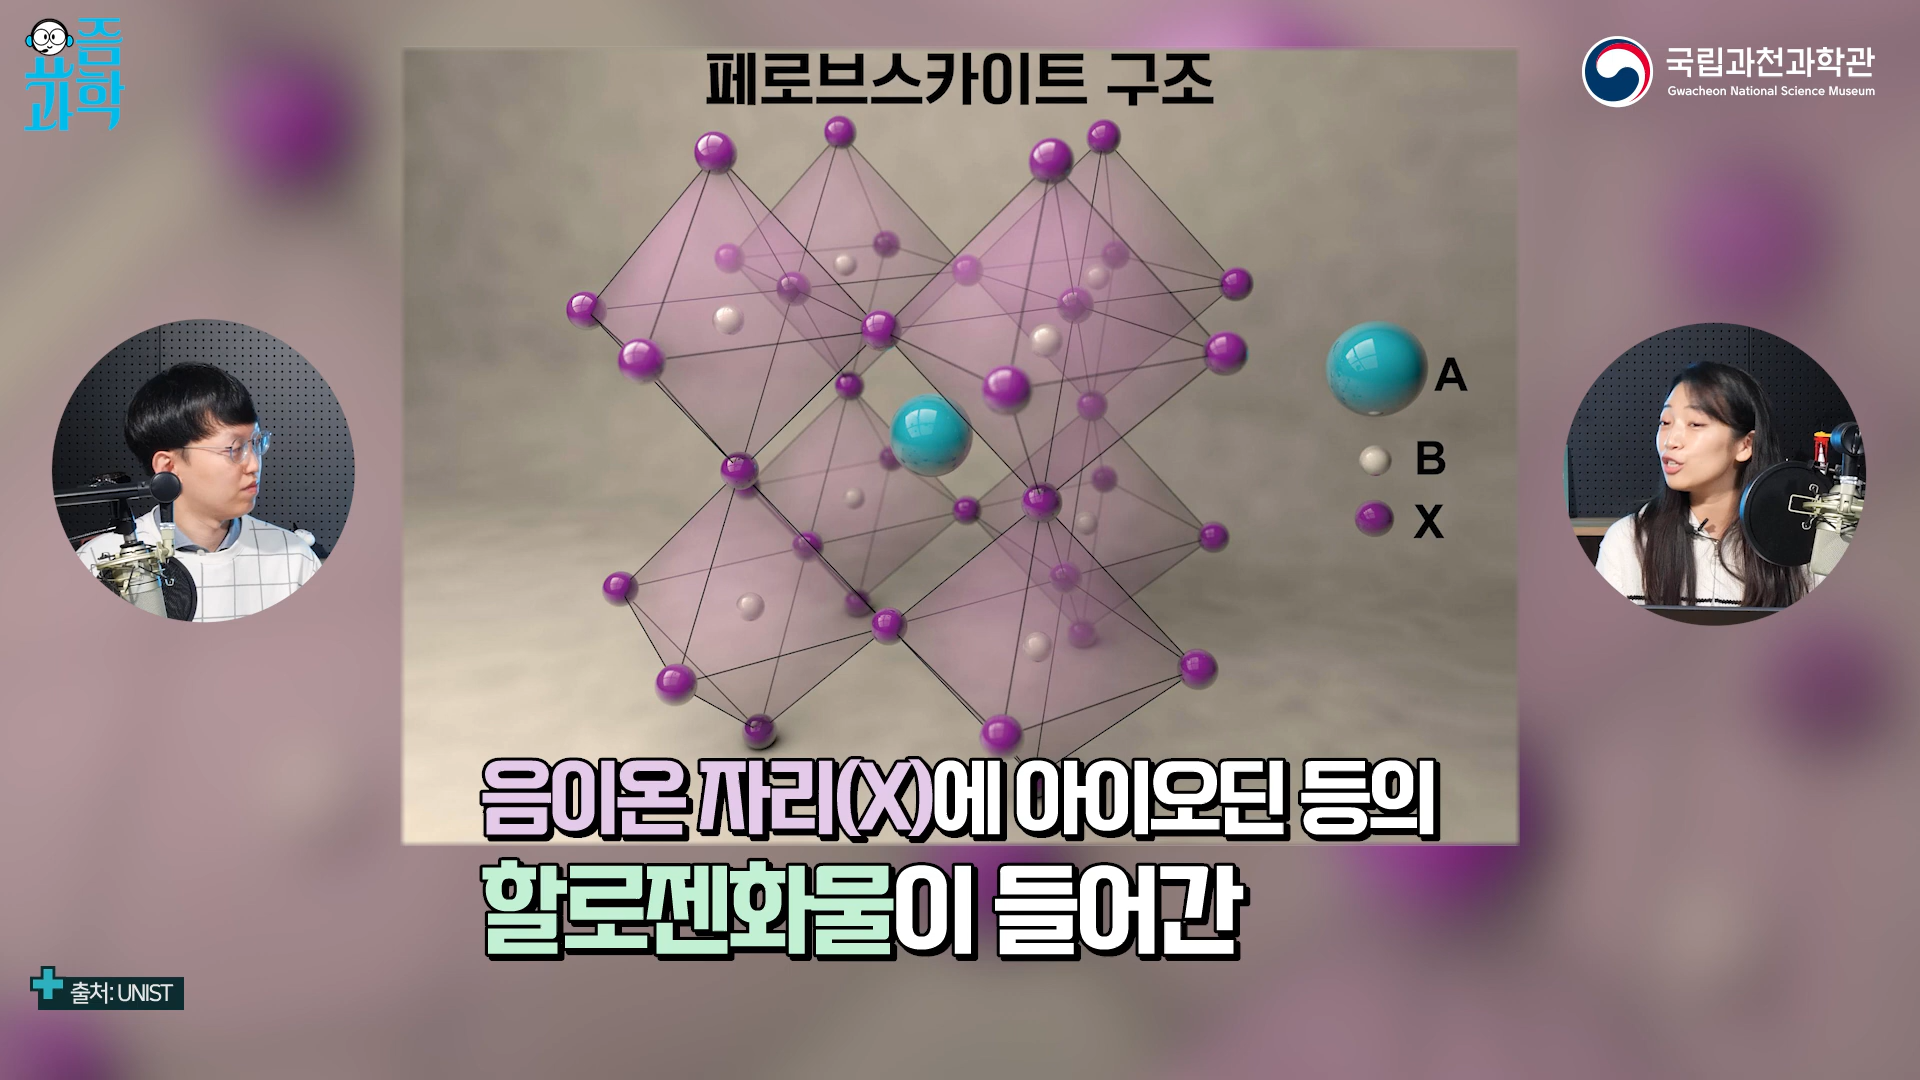 요즘과학
국립과천과학관
Gwacheon National Science Museum
페로브스카이트 구조
A
B
X
음이온 자리(X)에 아이오딘 등의
할로젠화물이 들어간
출처: UNIST